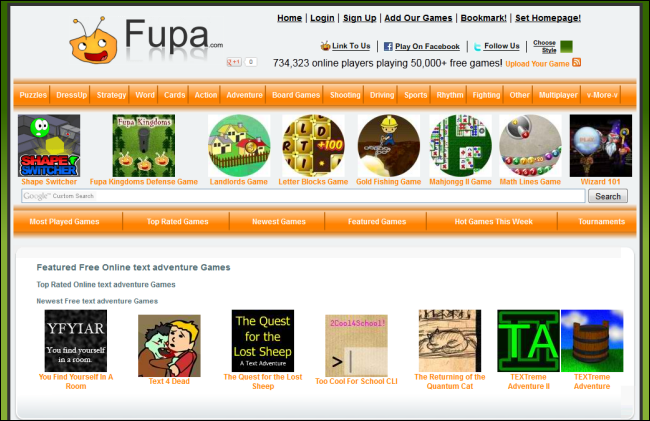 Home | Login | Sign Up | Add Our Games | Bookmark! | Set Homepage!
Fupa.com
Link To Us | Play On Facebook | Follow Us | Choose Style
+1 0
734,323 online players playing 50,000+ free games! Upload Your Game
Puzzles DressUp Strategy Word Cards Action Adventure Board Games Shooting Driving Sports Rhythm Fighting Other Multiplayer v-More-v
SHAPE SWITCHER
Fupa Kingdoms
+100
Shape Switcher Fupa Kingdoms Defense Game Landlords Game Letter Blocks Game Gold Fishing Game Mahjongg II Game Math Lines Game Wizard 101
Google Custom Search Search
Most Played Games Top Rated Games Newest Games Featured Games Hot Games This Week Tournaments
Featured Free Online text adventure Games
Top Rated Online text adventure Games
Newest Free text adventure Games
YFYIAR
You find yourself
in a room.
The Quest
for the
Lost Sheep
A Text Adventure
2Cool4School!
>
TA
You Find Yourself In A Room
Text 4 Dead
The Quest for the Lost Sheep
Too Cool For School CLI
The Returning of the Quantum Cat
TEXTreme Adventure II
TEXTreme Adventure